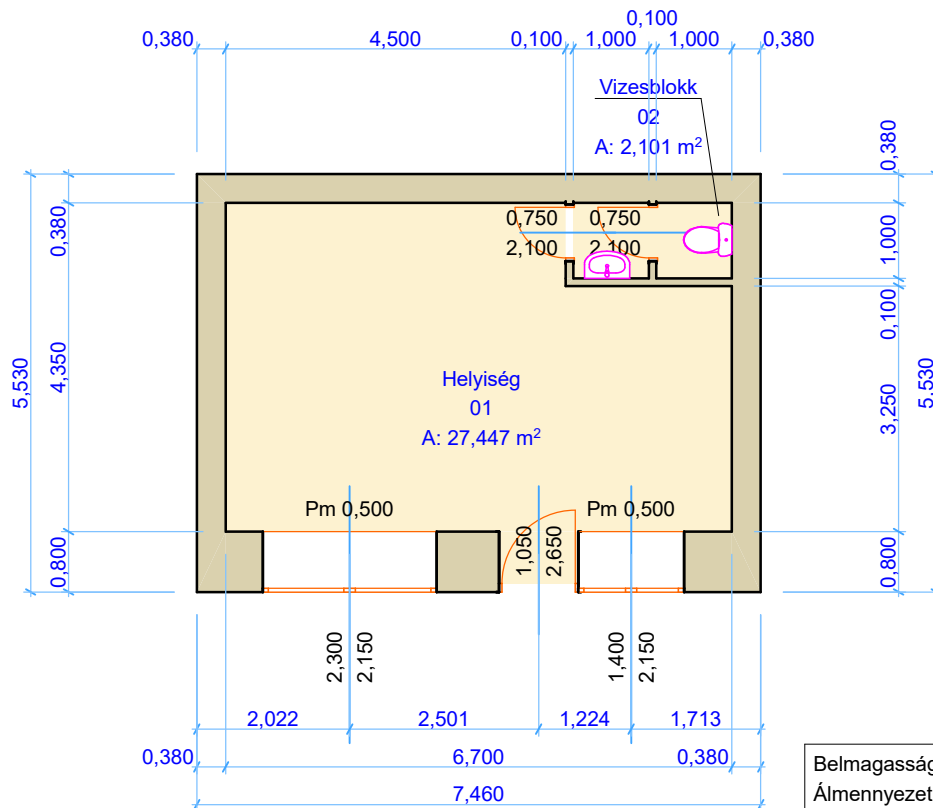 0,100
0,380 4,500 0,100 1,000 1,000 0,380
Vizesblokk
02
A: 2,101 m²
0,380
0,380
1,000
0,100
0,750 0,750
2,100 2,100
5,530
4,350
3,250
5.530
Helyiség
01
A: 27,447 m²
Pm 0,500 Pm 0,500
1,050
2,650
0,800
0,800
2,300
2,150
1,400
2,150
2,022 2,501 1,224 1,713
0,380 6,700 0,380
7,460
Belmagasság
Álmennyezet